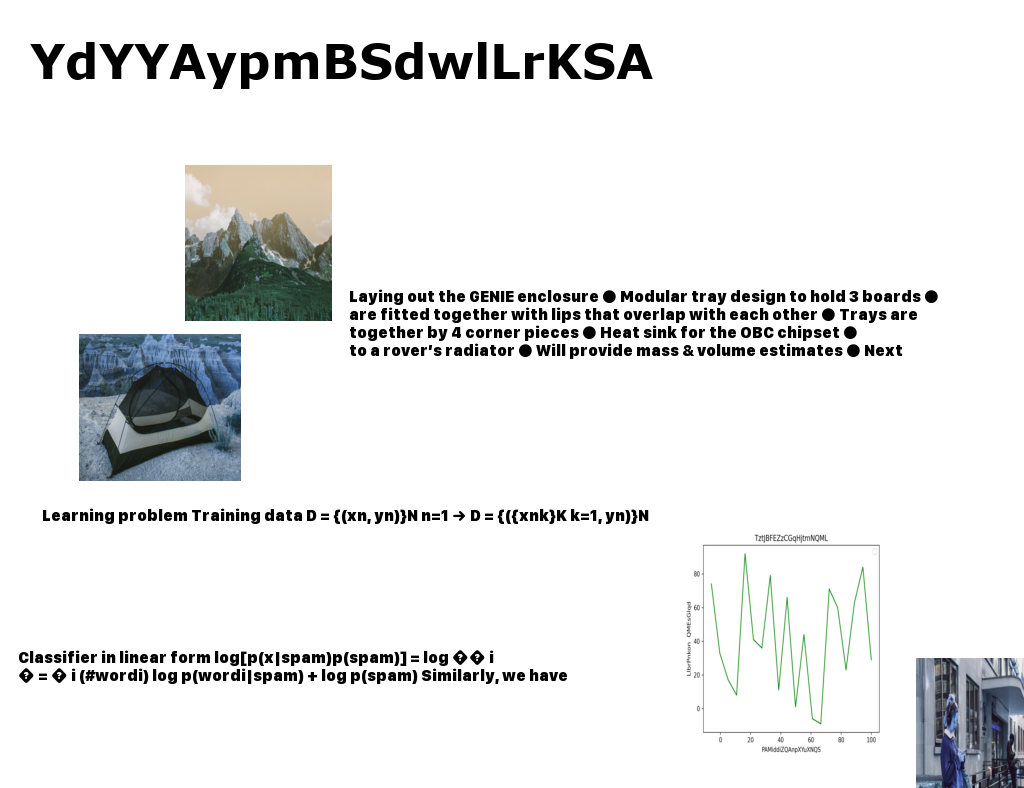 YdYYAypmBSdwlLrKSA
Laying out the GENIE enclosure ● Modular tray design to hold 3 boards ●
are fitted together with lips that overlap with each other ● Trays are
together by 4 corner pieces ● Heat sink for the OBC chipset ●
to a rover’s radiator ● Will provide mass & volume estimates ● Next
Learning problem Training data D = {(xn, yn)}N n=1 → D = {({xnk}K k=1, yn)}N
TztJBFEZzCGqHjtmNQML
80
60
40
20
0
0 20 40 60 80 100
PAMiddiZQAnpXYuXNQS
Classifier in linear form log[p(x|spam)p(spam)] = log � � i
� = � i (#wordi) log p(wordi|spam) + log p(spam) Similarly, we have